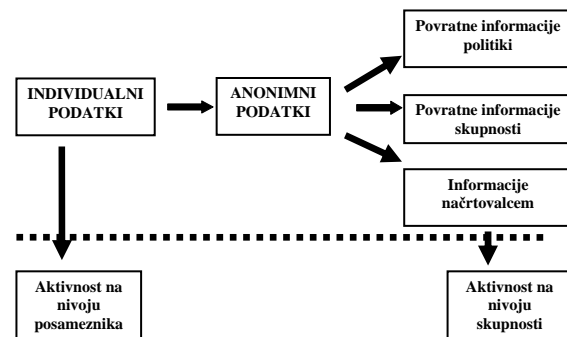 Povratne informacije
politiki
INDIVIDUALNI
PODATKI
ANONIMNI
PODATKI
Povratne informacije
skupnosti
Informacije
načrtovalcem
Aktivnost na
nivoju
posameznika
Aktivnost na
nivoju
skupnosti